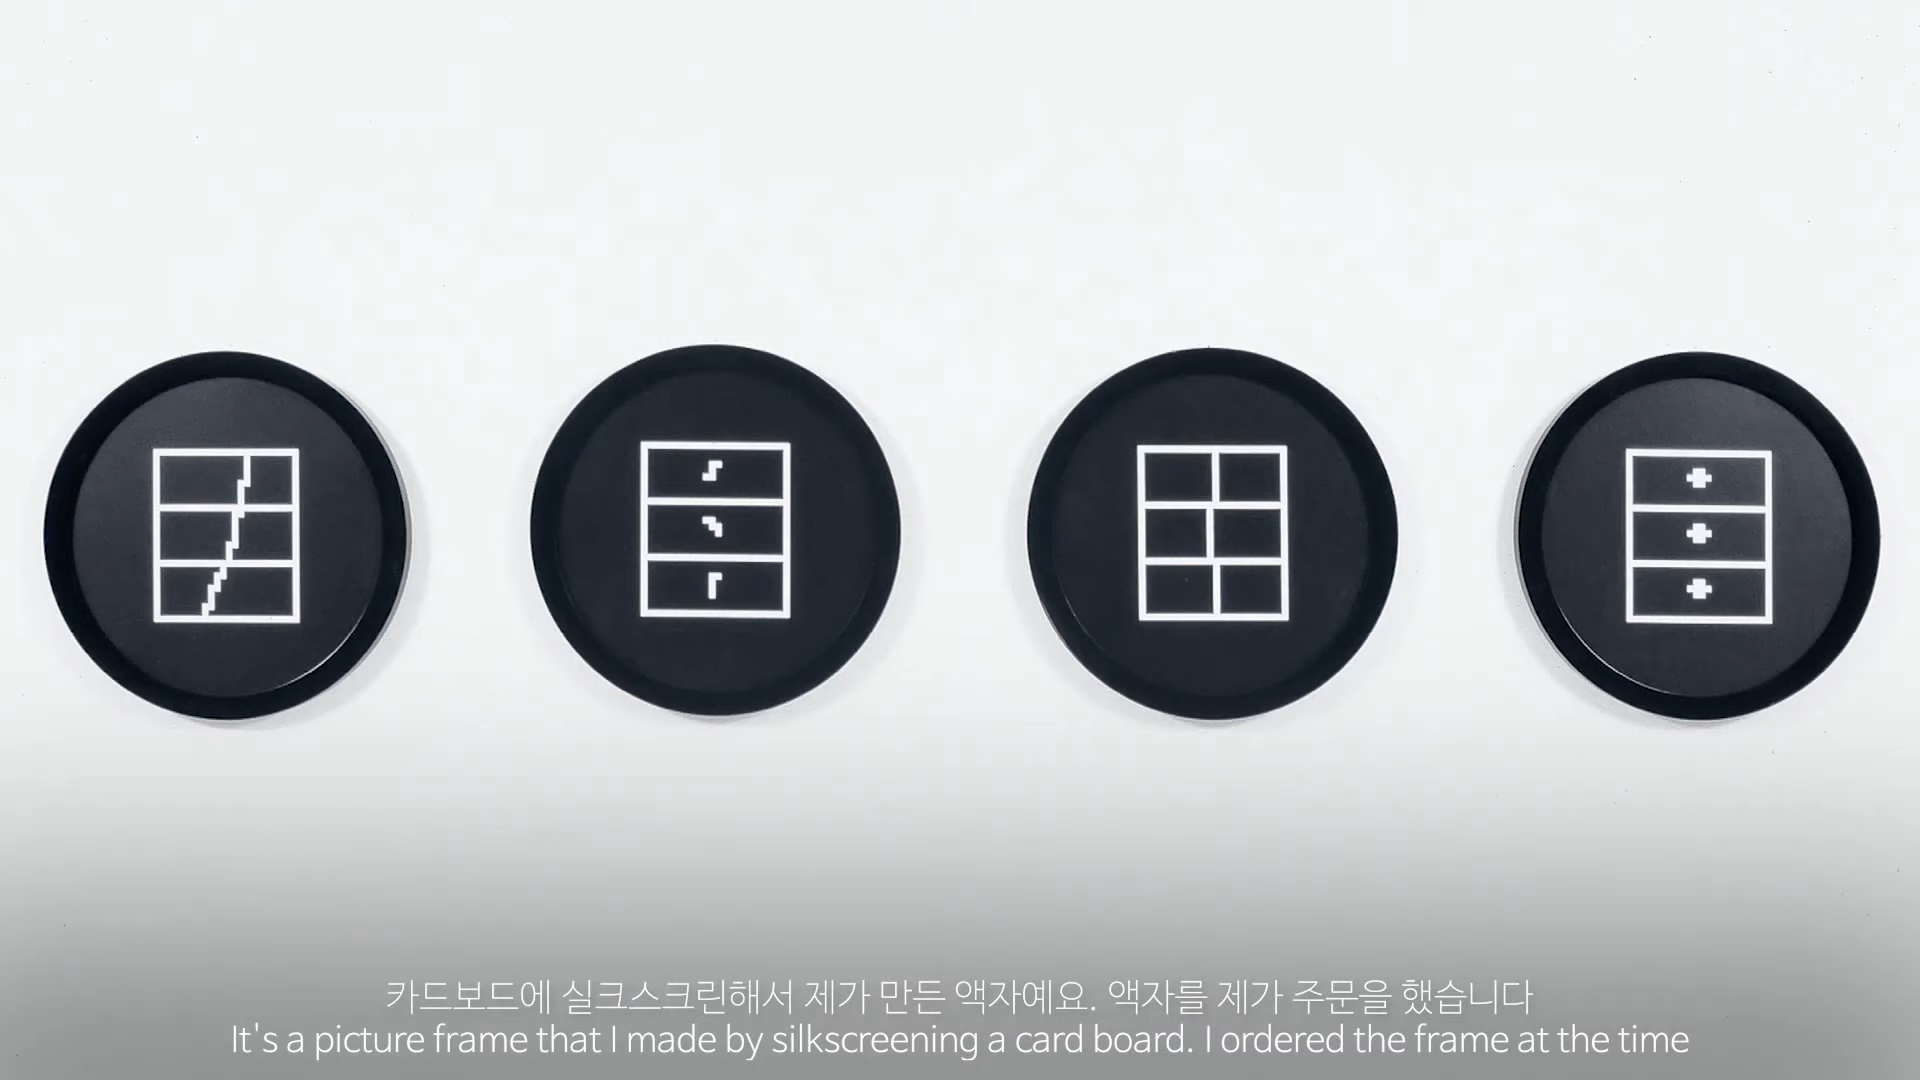 카드보드에 실크스크린해서 제가 만든 액자예요. 액자를 제가 주문을 했습니다
It's a picture frame that I made by silkscreening a card board. I ordered the frame at the time